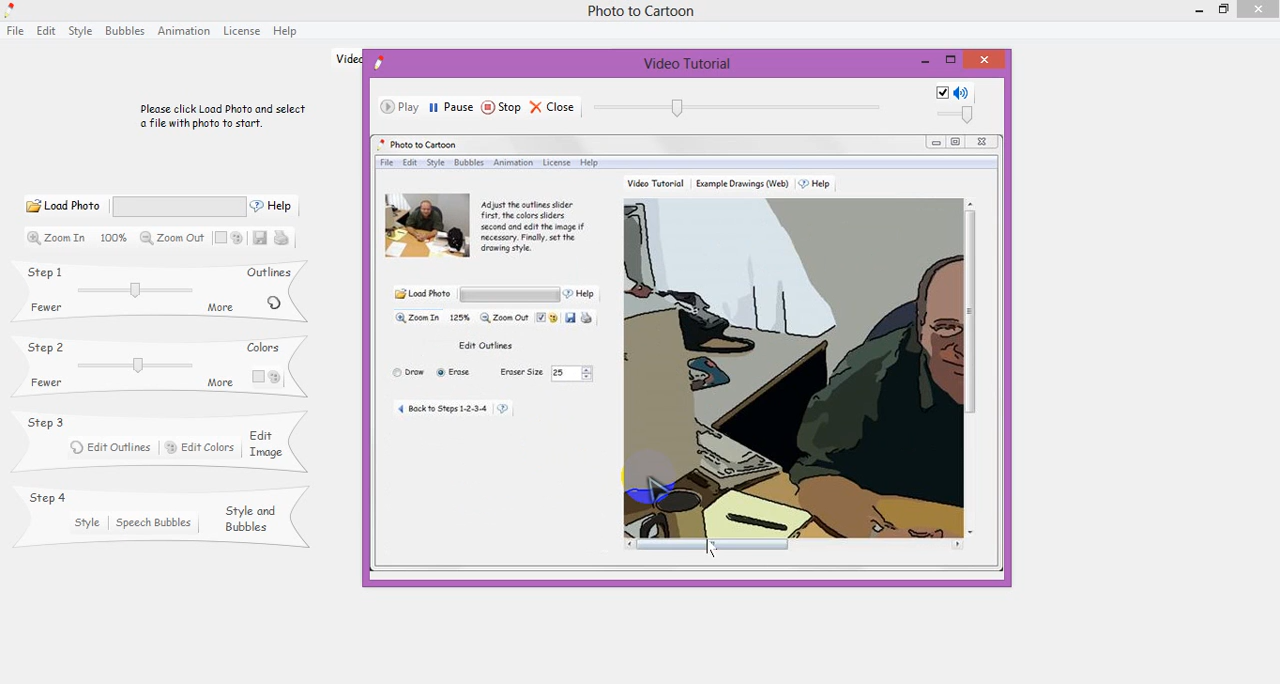 Photo to Cartoon
File Edit Style Bubbles Animation License Help
Video
Please click Load Photo and select
a file with photo to start.
Load Photo Help
Zoom In 100% Zoom Out
Step 1 Outlines
Fewer More
Step 2 Colors
Fewer More
Step 3
Edit Outlines Edit Colors Edit
Image
Step 4
Style Speech Bubbles Style and
Bubbles
Video Tutorial
Play Pause Stop Close
Photo to Cartoon
File Edit Style Bubbles Animation License Help
Video Tutorial Example Drawings (Web) Help
Adjust the outlines slider
first, the colors sliders
second and edit the image if
necessary. Finally, set the
drawing style.
Load Photo Help
Zoom In 125% Zoom Out
Edit Outlines
Draw Erase Eraser Size 25
Back to Steps 1-2-3-4